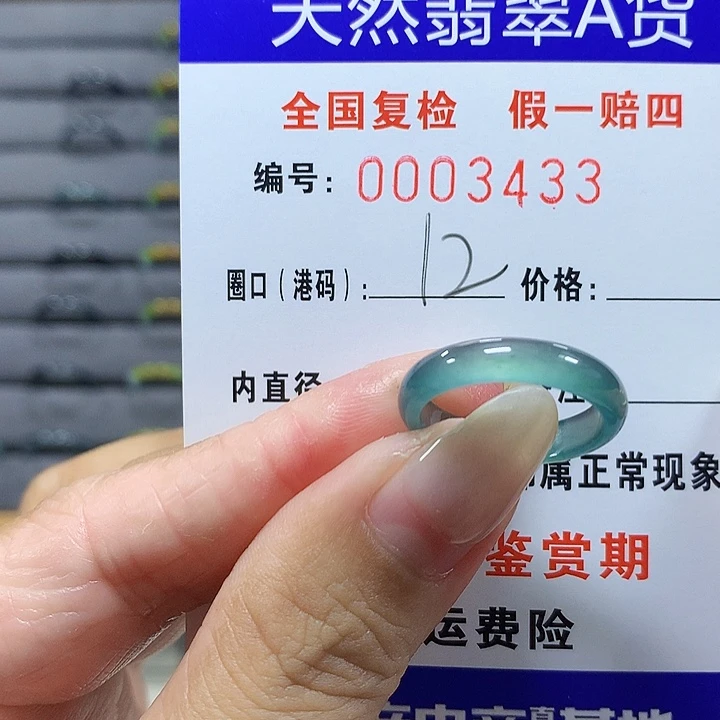 天然翡翠A货
全国复检 假一赔四
编号: 0003433
圈口(港码): 12 价格:
内直径
属正常现象
鉴赏期
运费险